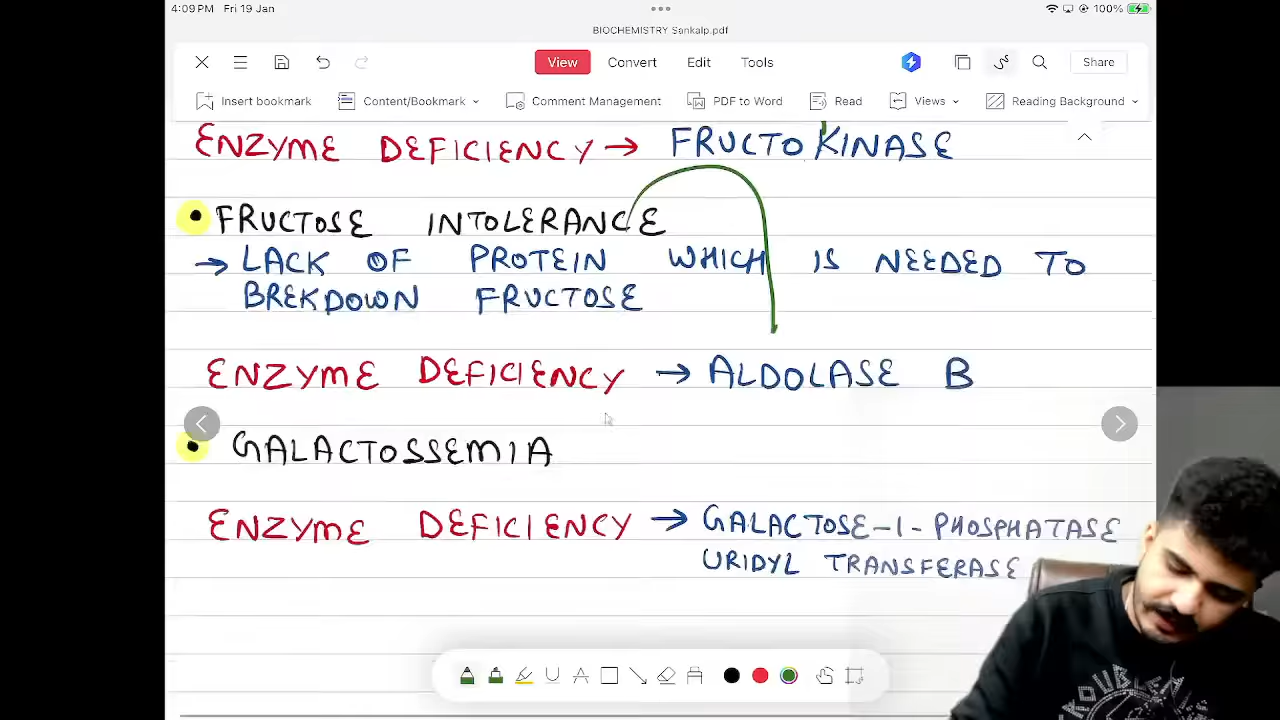 4:09 PM Fri 19 Jan
100%
BIOCHEMISTRY Sankalp.pdf
View Convert Edit Tools Share
Insert bookmark Content/Bookmark Comment Management PDF to Word Read Views Reading Background
ENZYME DEFICIENCY → FRUCTOKINASE
• FRUCTOSE INTOLERANCE
→ LACK OF PROTEIN WHICH IS NEEDED TO
BREKDOWN FRUCTOSE
ENZYME DEFICIENCY → ALDOLASE B
• GALACTOSSEMIA
ENZYME DEFICIENCY → GALACTOSE-1-PHOSPHATASE
URIDYL TRANSFERASE